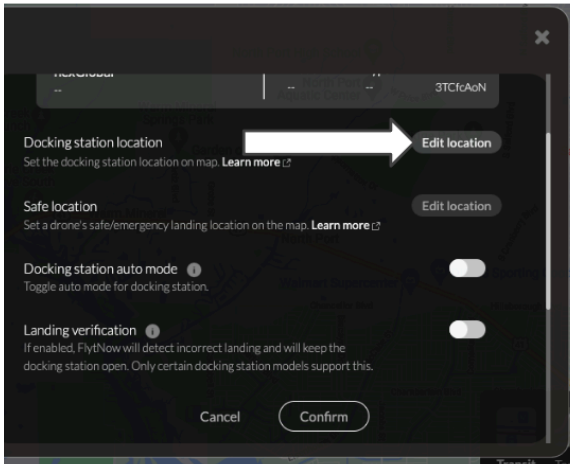 --
--
--
3TCfcAoN
Docking station location
Edit location
Set the docking station location on map. Learn more
Safe location
Edit location
Set a drone's safe/emergency landing location on the map. Learn more
Docking station auto mode
Toggle auto mode for docking station.
Landing verification
If enabled, FlytNow will detect incorrect landing and will keep the
docking station open. Only certain docking station models support this.
Cancel
Confirm
Transit